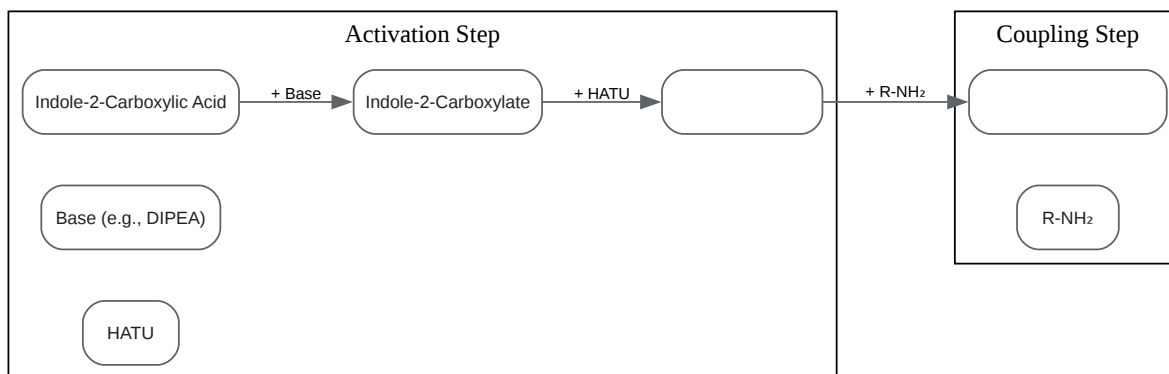 Activation Step
Coupling Step
Indole-2-Carboxylic Acid
+ Base
Indole-2-Carboxylate
+ HATU
+ R-NH₂
Base (e.g., DIPEA)
R-NH₂
HATU